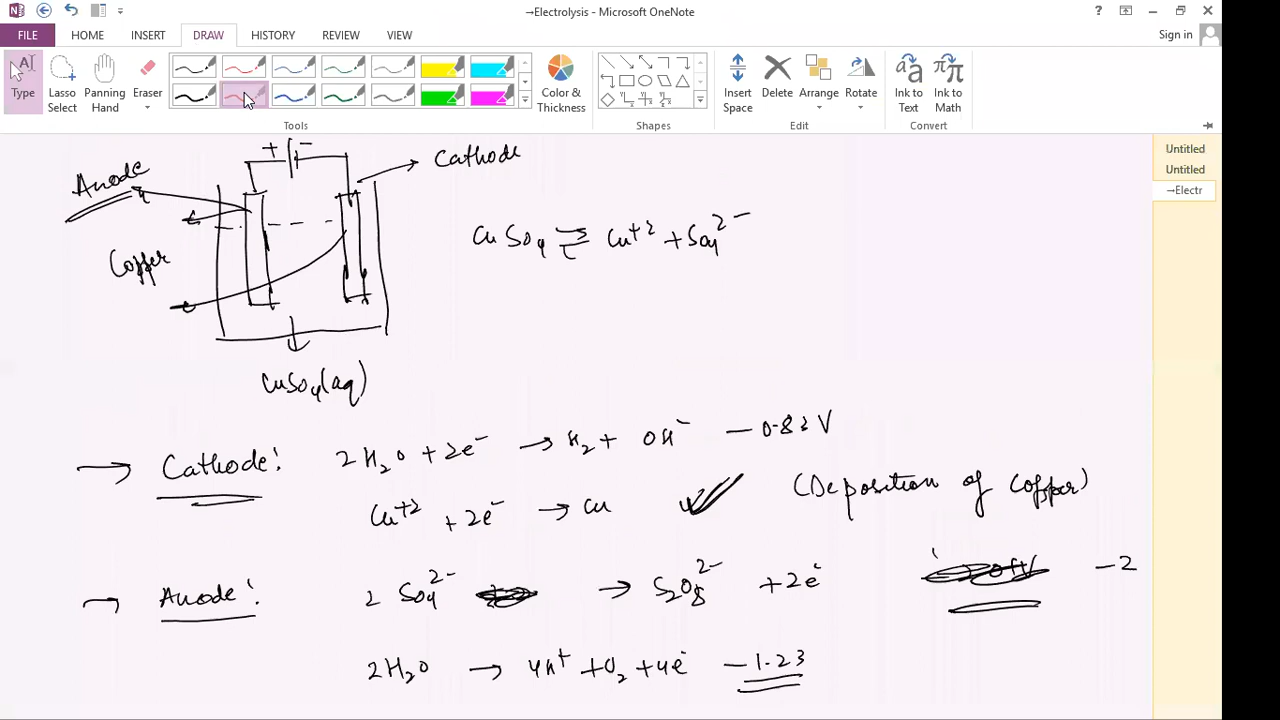 →Electrolysis - Microsoft OneNote
Sign in
FILE HOME INSERT DRAW HISTORY REVIEW VIEW
Type Lasso Select Panning Hand Eraser Color & Thickness Insert Space Delete Arrange Rotate Ink to Text Ink to Math
Tools Shapes Edit Convert
Untitled
Untitled
→Electr
+ -
Cathode
Anode
Copper
CuSO4 ⇌ Cu+2 + SO4 2-
CuSO4(aq)
→ Cathode: 2H2O + 2e- → H2 + OH- -0.83 V
Cu+2 + 2e- → Cu ✓ (Deposition of Copper)
→ Anode: 2 SO4 2- → S2O8 2- + 2e- -2
2H2O → 4H+ + O2 + 4e- -1.23